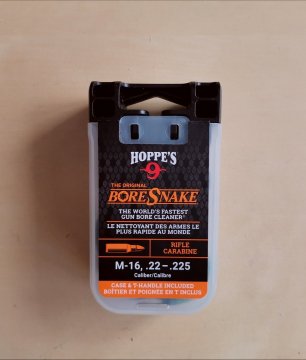 HOPPE'S
9
THE ORIGINAL
BORESNAKE
THE WORLD'S FASTEST
GUN BORE CLEANER®
LE NETTOYANT DES ARMES LE
PLUS RAPIDE AU MONDE
RIFLE
CARABINE
M-16, .22 – .225
Caliber/Calibre
CASE & T-HANDLE INCLUDED
BOÎTIER ET POIGNÉE EN T INCLUS